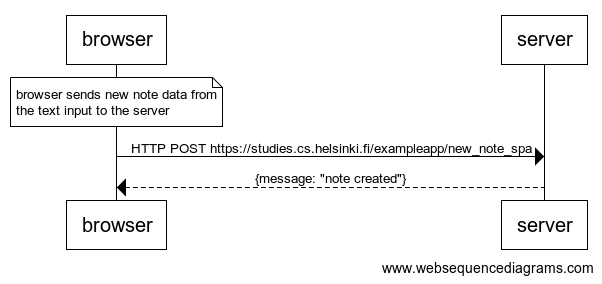 browser
server
browser sends new note data from
the text input to the server
HTTP POST https://studies.cs.helsinki.fi/exampleapp/new_note_spa
{message: "note created"}
browser
server
www.websequencediagrams.com